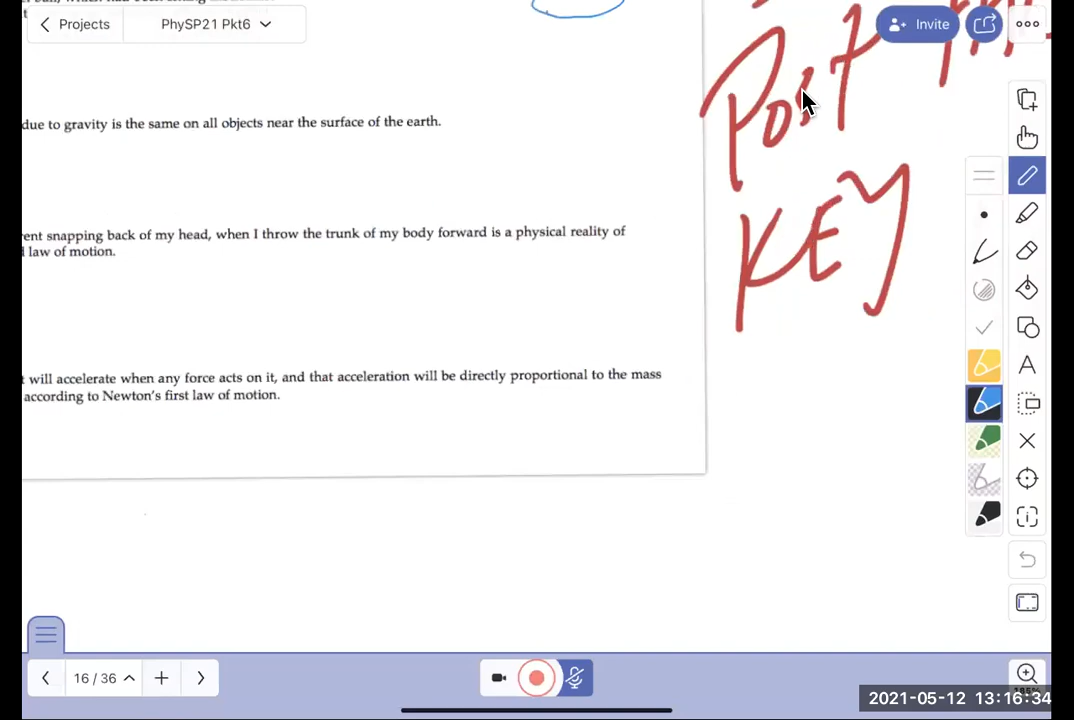 Projects
PhySP21 Pkt6
Invite
due to gravity is the same on all objects near the surface of the earth.
POST
KEY
snapping back of my head, when I throw the trunk of my body forward is a physical reality of
law of motion.
will accelerate when any force acts on it, and that acceleration will be directly proportional to the mass
according to Newton's first law of motion.
A
16 / 36
2021-05-12 13:16:34